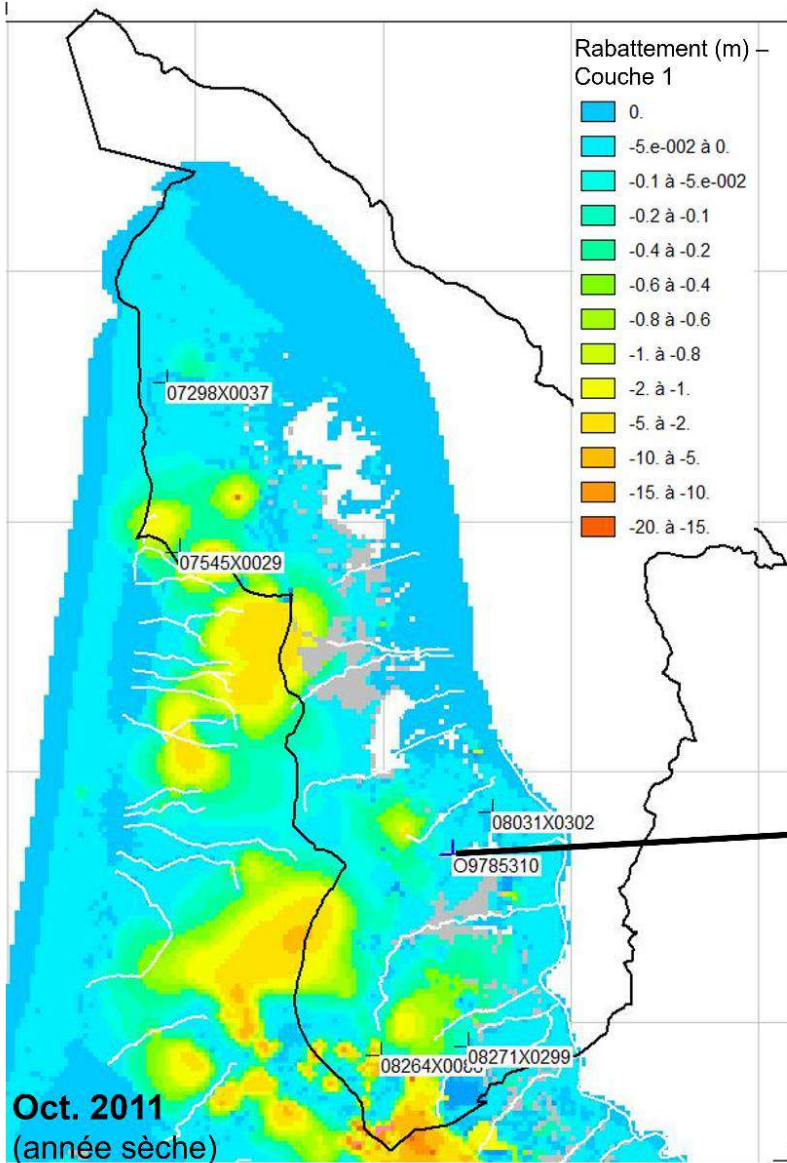 Rabattement (m) –
Couche 1
0.
-5.e-002 à 0.
-0.1 à -5.e-002
-0.2 à -0.1
-0.4 à -0.2
-0.6 à -0.4
-0.8 à -0.6
-1. à -0.8
-2. à -1.
-5. à -2.
-10. à -5.
-15. à -10.
-20. à -15.
07298X0037
07545X0029
08031X0302
O9785310
08271X0299
Oct. 2011
(année sèche)